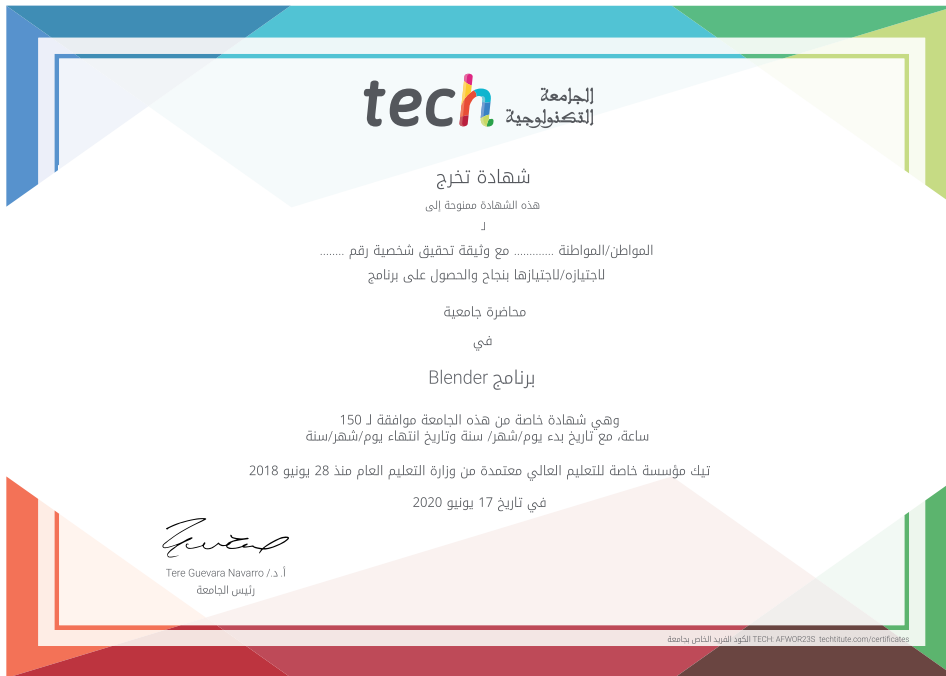 tech الجامعة
التكنولوجية
شهادة تخرج
هذه الشهادة ممنوحة إلى
لـ
المواطن/المواطنة ............ مع وثيقة تحقيق شخصية رقم ........
لاجتيازه/لاجتيازها بنجاح والحصول على برنامج
محاضرة جامعية
في
برنامج Blender
وهي شهادة خاصة من هذه الجامعة موافقة لـ 150
ساعة، مع تاريخ بدء يوم/شهر/ سنة وتاريخ انتهاء يوم/شهر/سنة
تيك مؤسسة خاصة للتعليم العالي معتمدة من وزارة التعليم العام منذ 28 يونيو 2018
في تاريخ 17 يونيو 2020
أ. د./ Tere Guevara Navarro
رئيس الجامعة
الكود الفريد الخاص بجامعة TECH: AFWOR23S techtitute.com/certificates